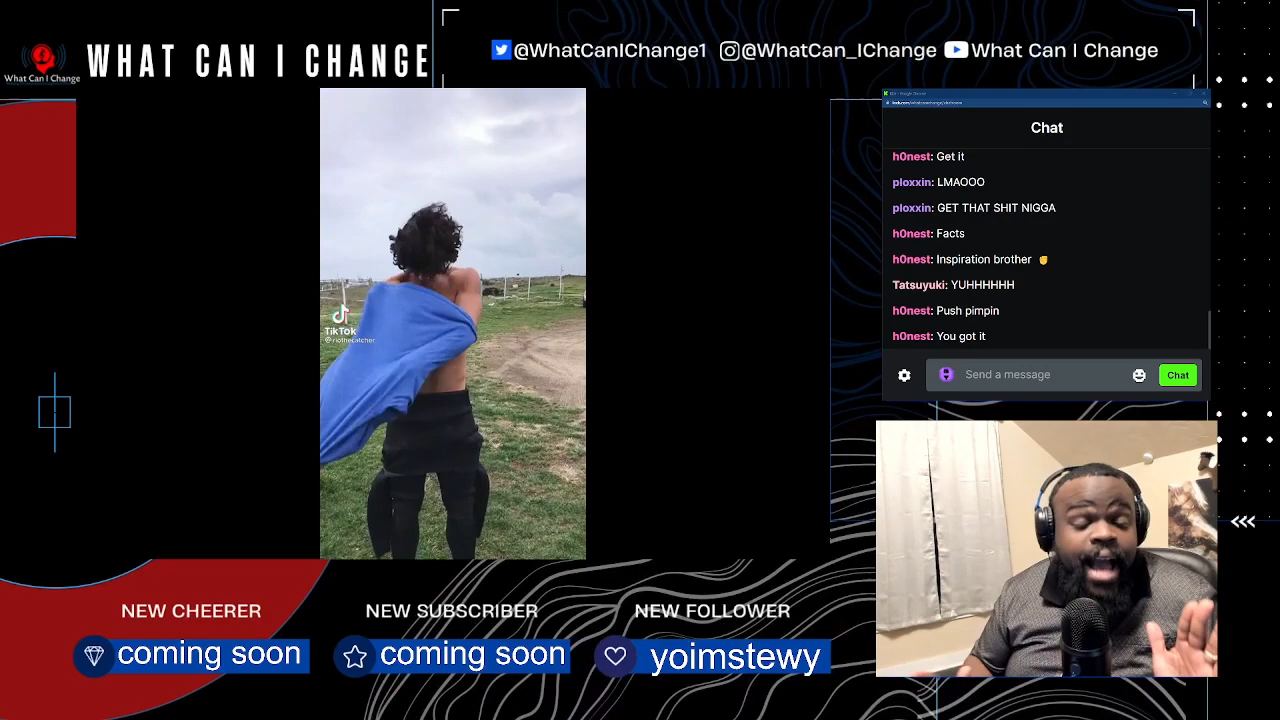 What Can I Change
WHAT CAN I CHANGE
@WhatCanIChange1 @WhatCan_IChange What Can I Change
Chat
h0nest: Get it
ploxxin: LMAOOO
ploxxin: GET THAT SHIT NIGGA
h0nest: Facts
h0nest: Inspiration brother
Tatsuyuki: YUHHHHHH
h0nest: Push pimpin
h0nest: You got it
Send a message Chat
TikTok
@riothecatcher
NEW CHEERER NEW SUBSCRIBER NEW FOLLOWER
coming soon coming soon yoimstewy